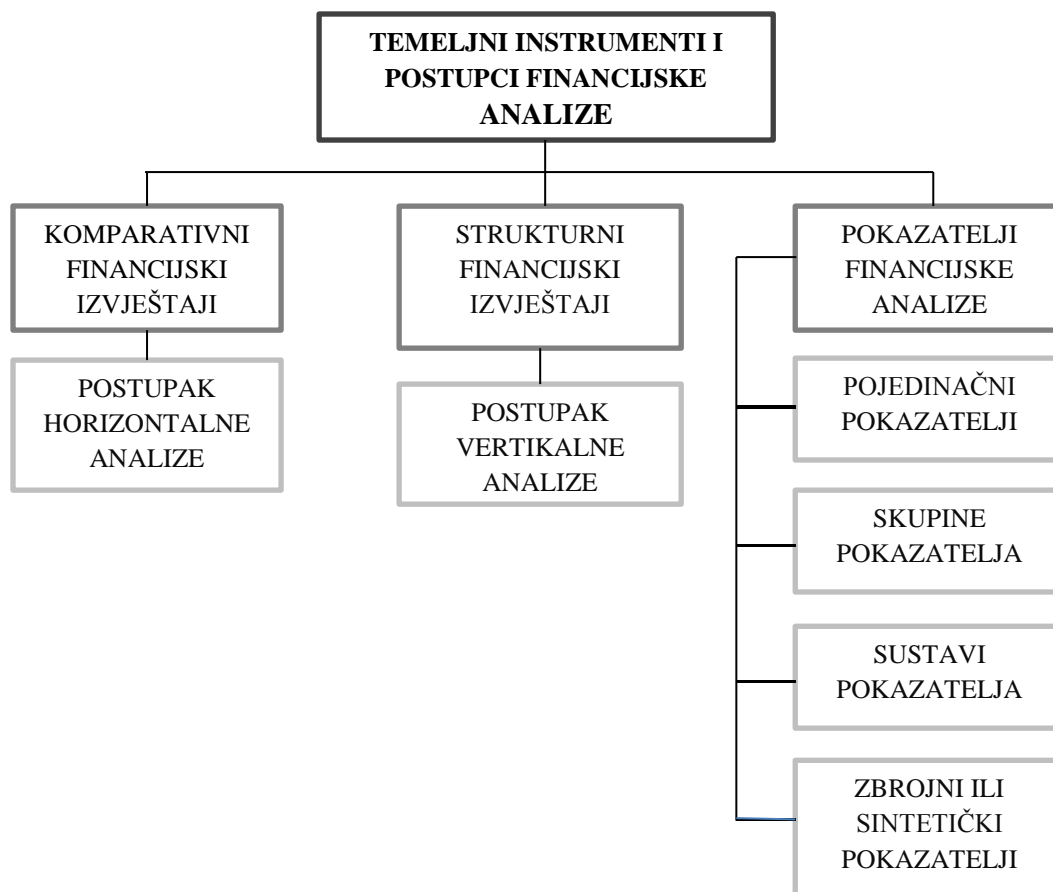 TEMELJNI INSTRUMENTI I
POSTUPCI FINANCIJSKE
ANALIZE
KOMPARATIVNI
FINANCIJSKI
IZVJEŠTAJI
POSTUPAK
HORIZONTALNE
ANALIZE
STRUKTURNI
FINANCIJSKI
IZVJEŠTAJI
POSTUPAK
VERTIKALNE
ANALIZE
POKAZATELJI
FINANCIJSKE
ANALIZE
POJEDINAČNI
POKAZATELJI
SKUPINE
POKAZATELJA
SUSTAVI
POKAZATELJA
ZBROJNI ILI
SINTETIČKI
POKAZATELJI